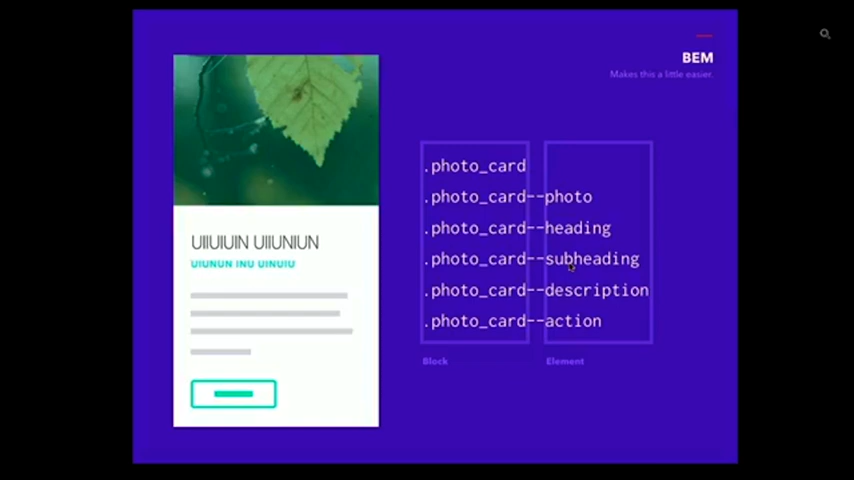 BEM
Makes this a little easier.
.photo_card
.photo_card--photo
.photo_card--heading
.photo_card--subheading
.photo_card--description
.photo_card--action
Block
Element